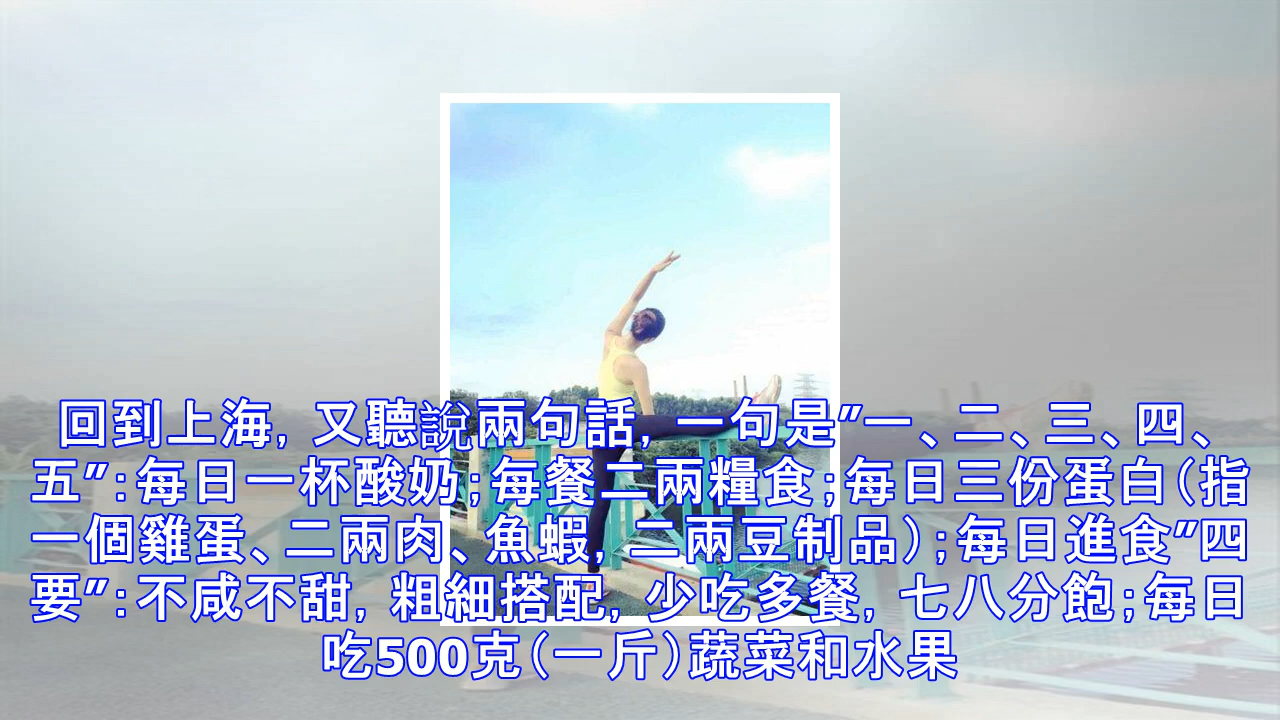 回到上海, 又聽說兩句話, 一句是"一、二、三、四、
五":每日一杯酸奶;每餐二兩糧食;每日三份蛋白(指
一個雞蛋、二兩肉、魚蝦, 二兩豆制品);每日進食"四
要":不咸不甜, 粗細搭配, 少吃多餐, 七八分飽;每日
吃500克(一斤)蔬菜和水果